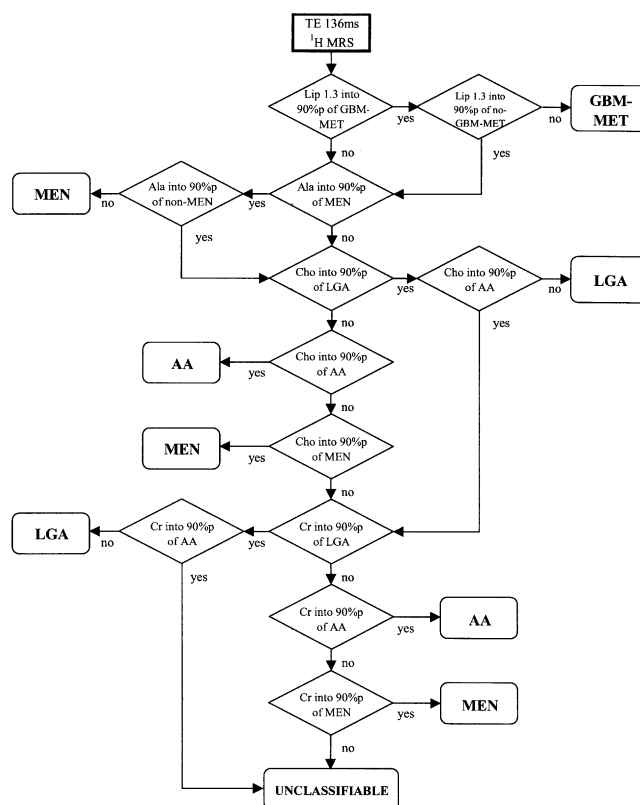 TE 136ms
¹H MRS
Lip 1.3 into
90%p of GBM-
MET)
yes
Lip 1.3 into
90%p of no-
GBM-MET)
no
GBM-
MET
no
yes
MEN
no
Ala into 90%p
of non-MEN
yes
Ala into 90%p
of MEN
yes
no
Cho into 90%p
of LGA
yes
Cho into 90%p
of AA
no
LGA
no
yes
AA
yes
Cho into 90%p
of AA
no
MEN
yes
Cho into 90%p
of MEN
no
LGA
no
Cr into 90%p
of AA
yes
Cr into 90%p
of LGA
yes
no
Cr into 90%p
of AA
yes
AA
no
Cr into 90%p
of MEN
yes
MEN
no
UNCLASSIFIABLE